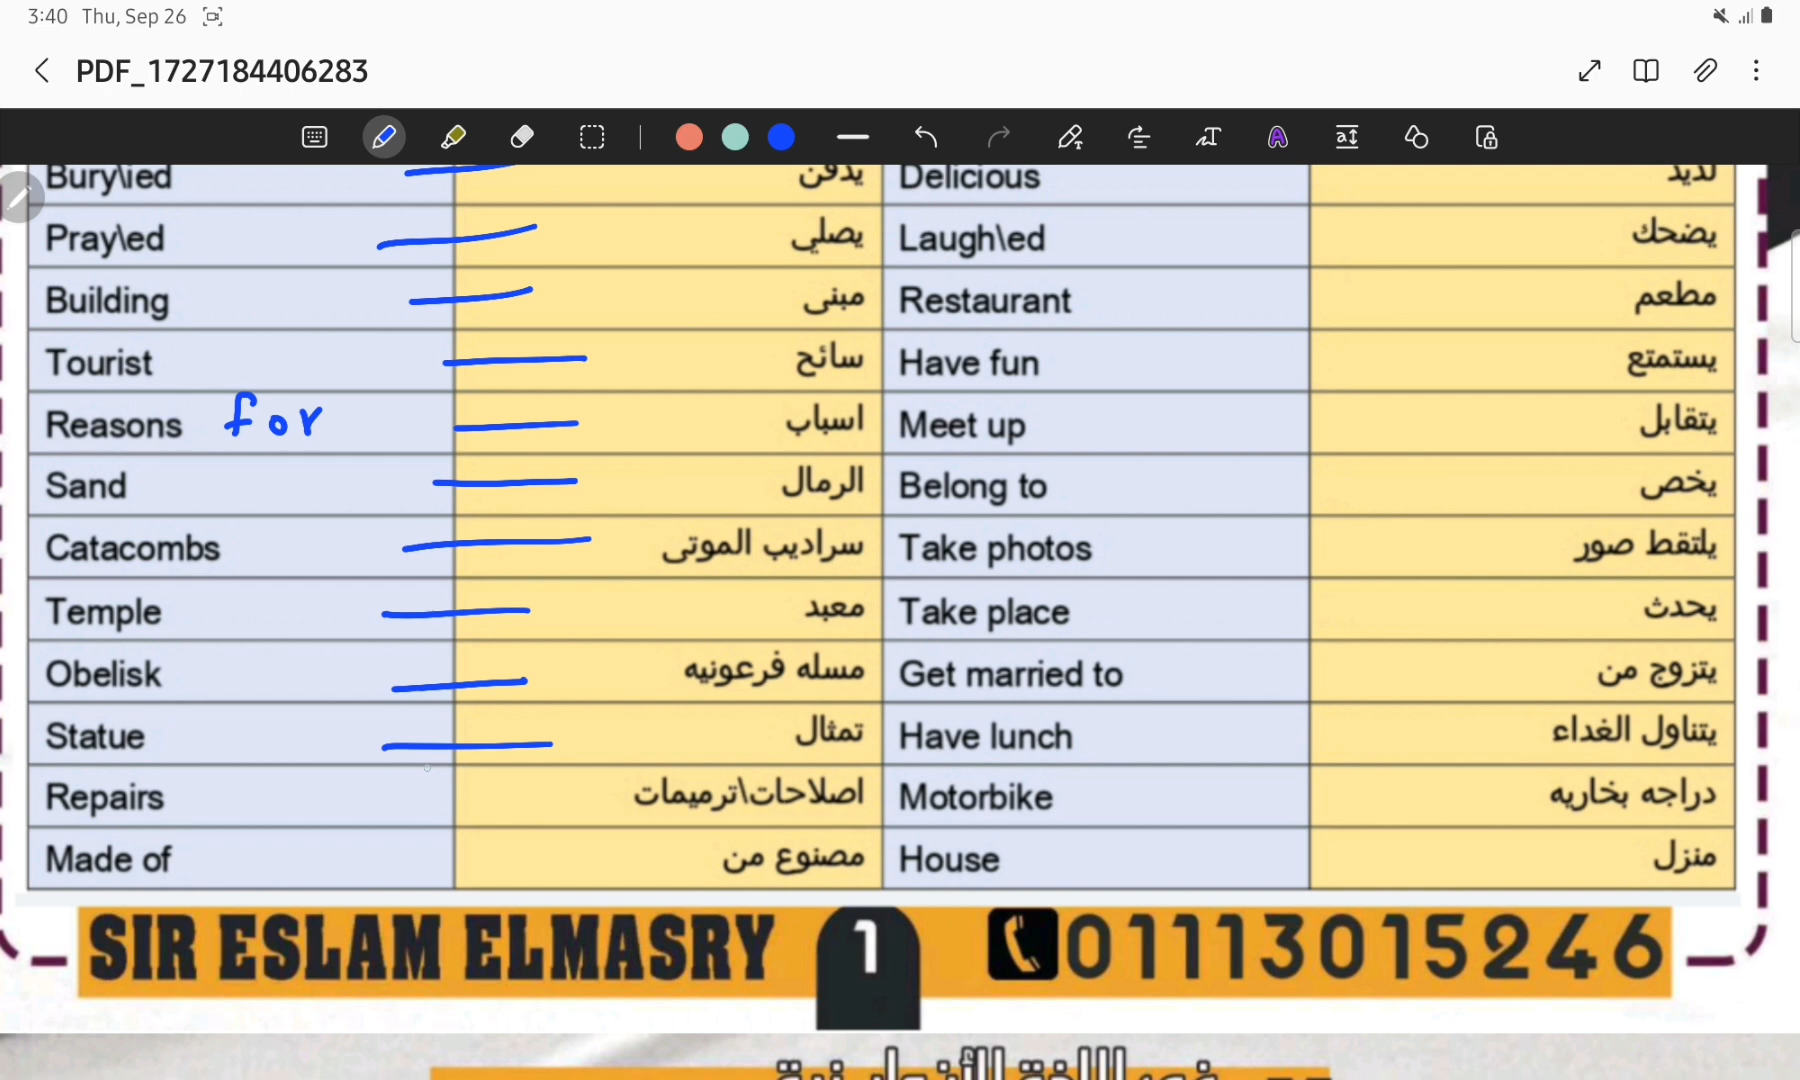 3:40 Thu, Sep 26
PDF_1727184406283
Bury\ied يدفن Delicious لذيذ
Pray\ed يصلي Laugh\ed يضحك
Building مبنى Restaurant مطعم
Tourist سائح Have fun يستمتع
Reasons for اسباب Meet up يتقابل
Sand الرمال Belong to يخص
Catacombs سراديب الموتى Take photos يلتقط صور
Temple معبد Take place يحدث
Obelisk مسله فرعونيه Get married to يتزوج من
Statue تمثال Have lunch يتناول الغداء
Repairs اصلاحات\ترميمات Motorbike دراجه بخاريه
Made of مصنوع من House منزل
SIR ESLAM ELMASRY 1 01113015246